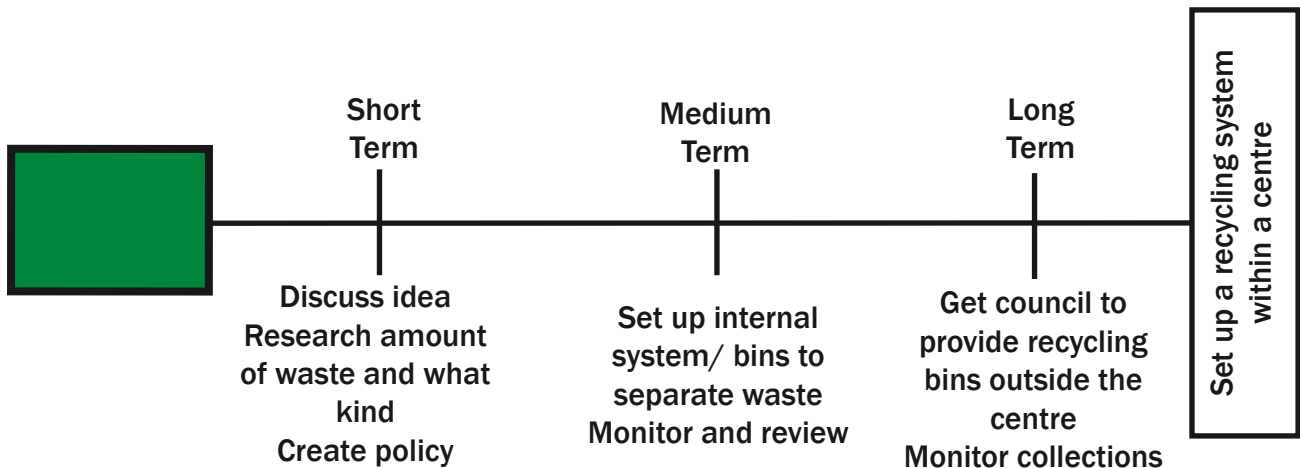 Short
Term
Discuss idea
Research amount
of waste and what
kind
Create policy
Medium
Term
Set up internal
system/ bins to
separate waste
Monitor and review
Long
Term
Get council to
provide recycling
bins outside the
centre
Monitor collections
Set up a recycling system
within a centre